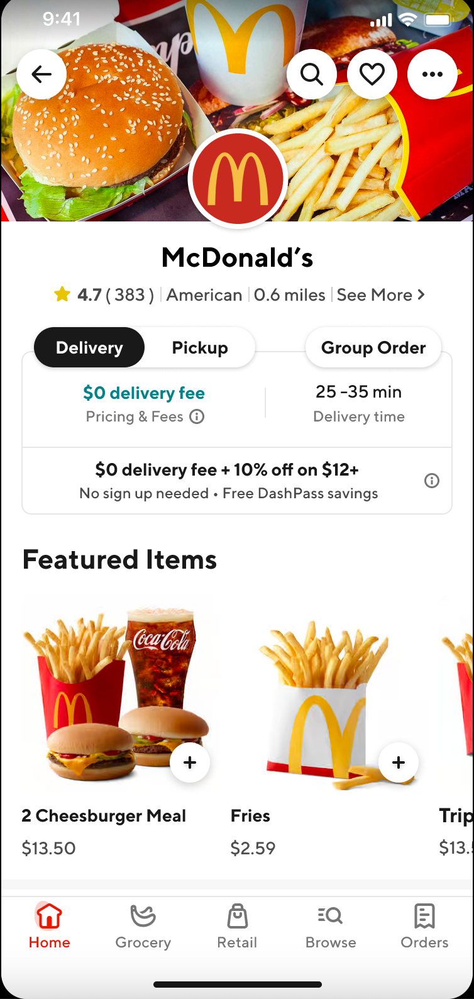 9:41
McDonald’s
4.7 ( 383 ) American 0.6 miles See More
Delivery Pickup Group Order
$0 delivery fee 25 -35 min
Pricing & Fees Delivery time
$0 delivery fee + 10% off on $12+
No sign up needed • Free DashPass savings
Featured Items
Coca-Cola
2 Cheesburger Meal Fries Trip
$13.50 $2.59 $13.5
Home Grocery Retail Browse Orders